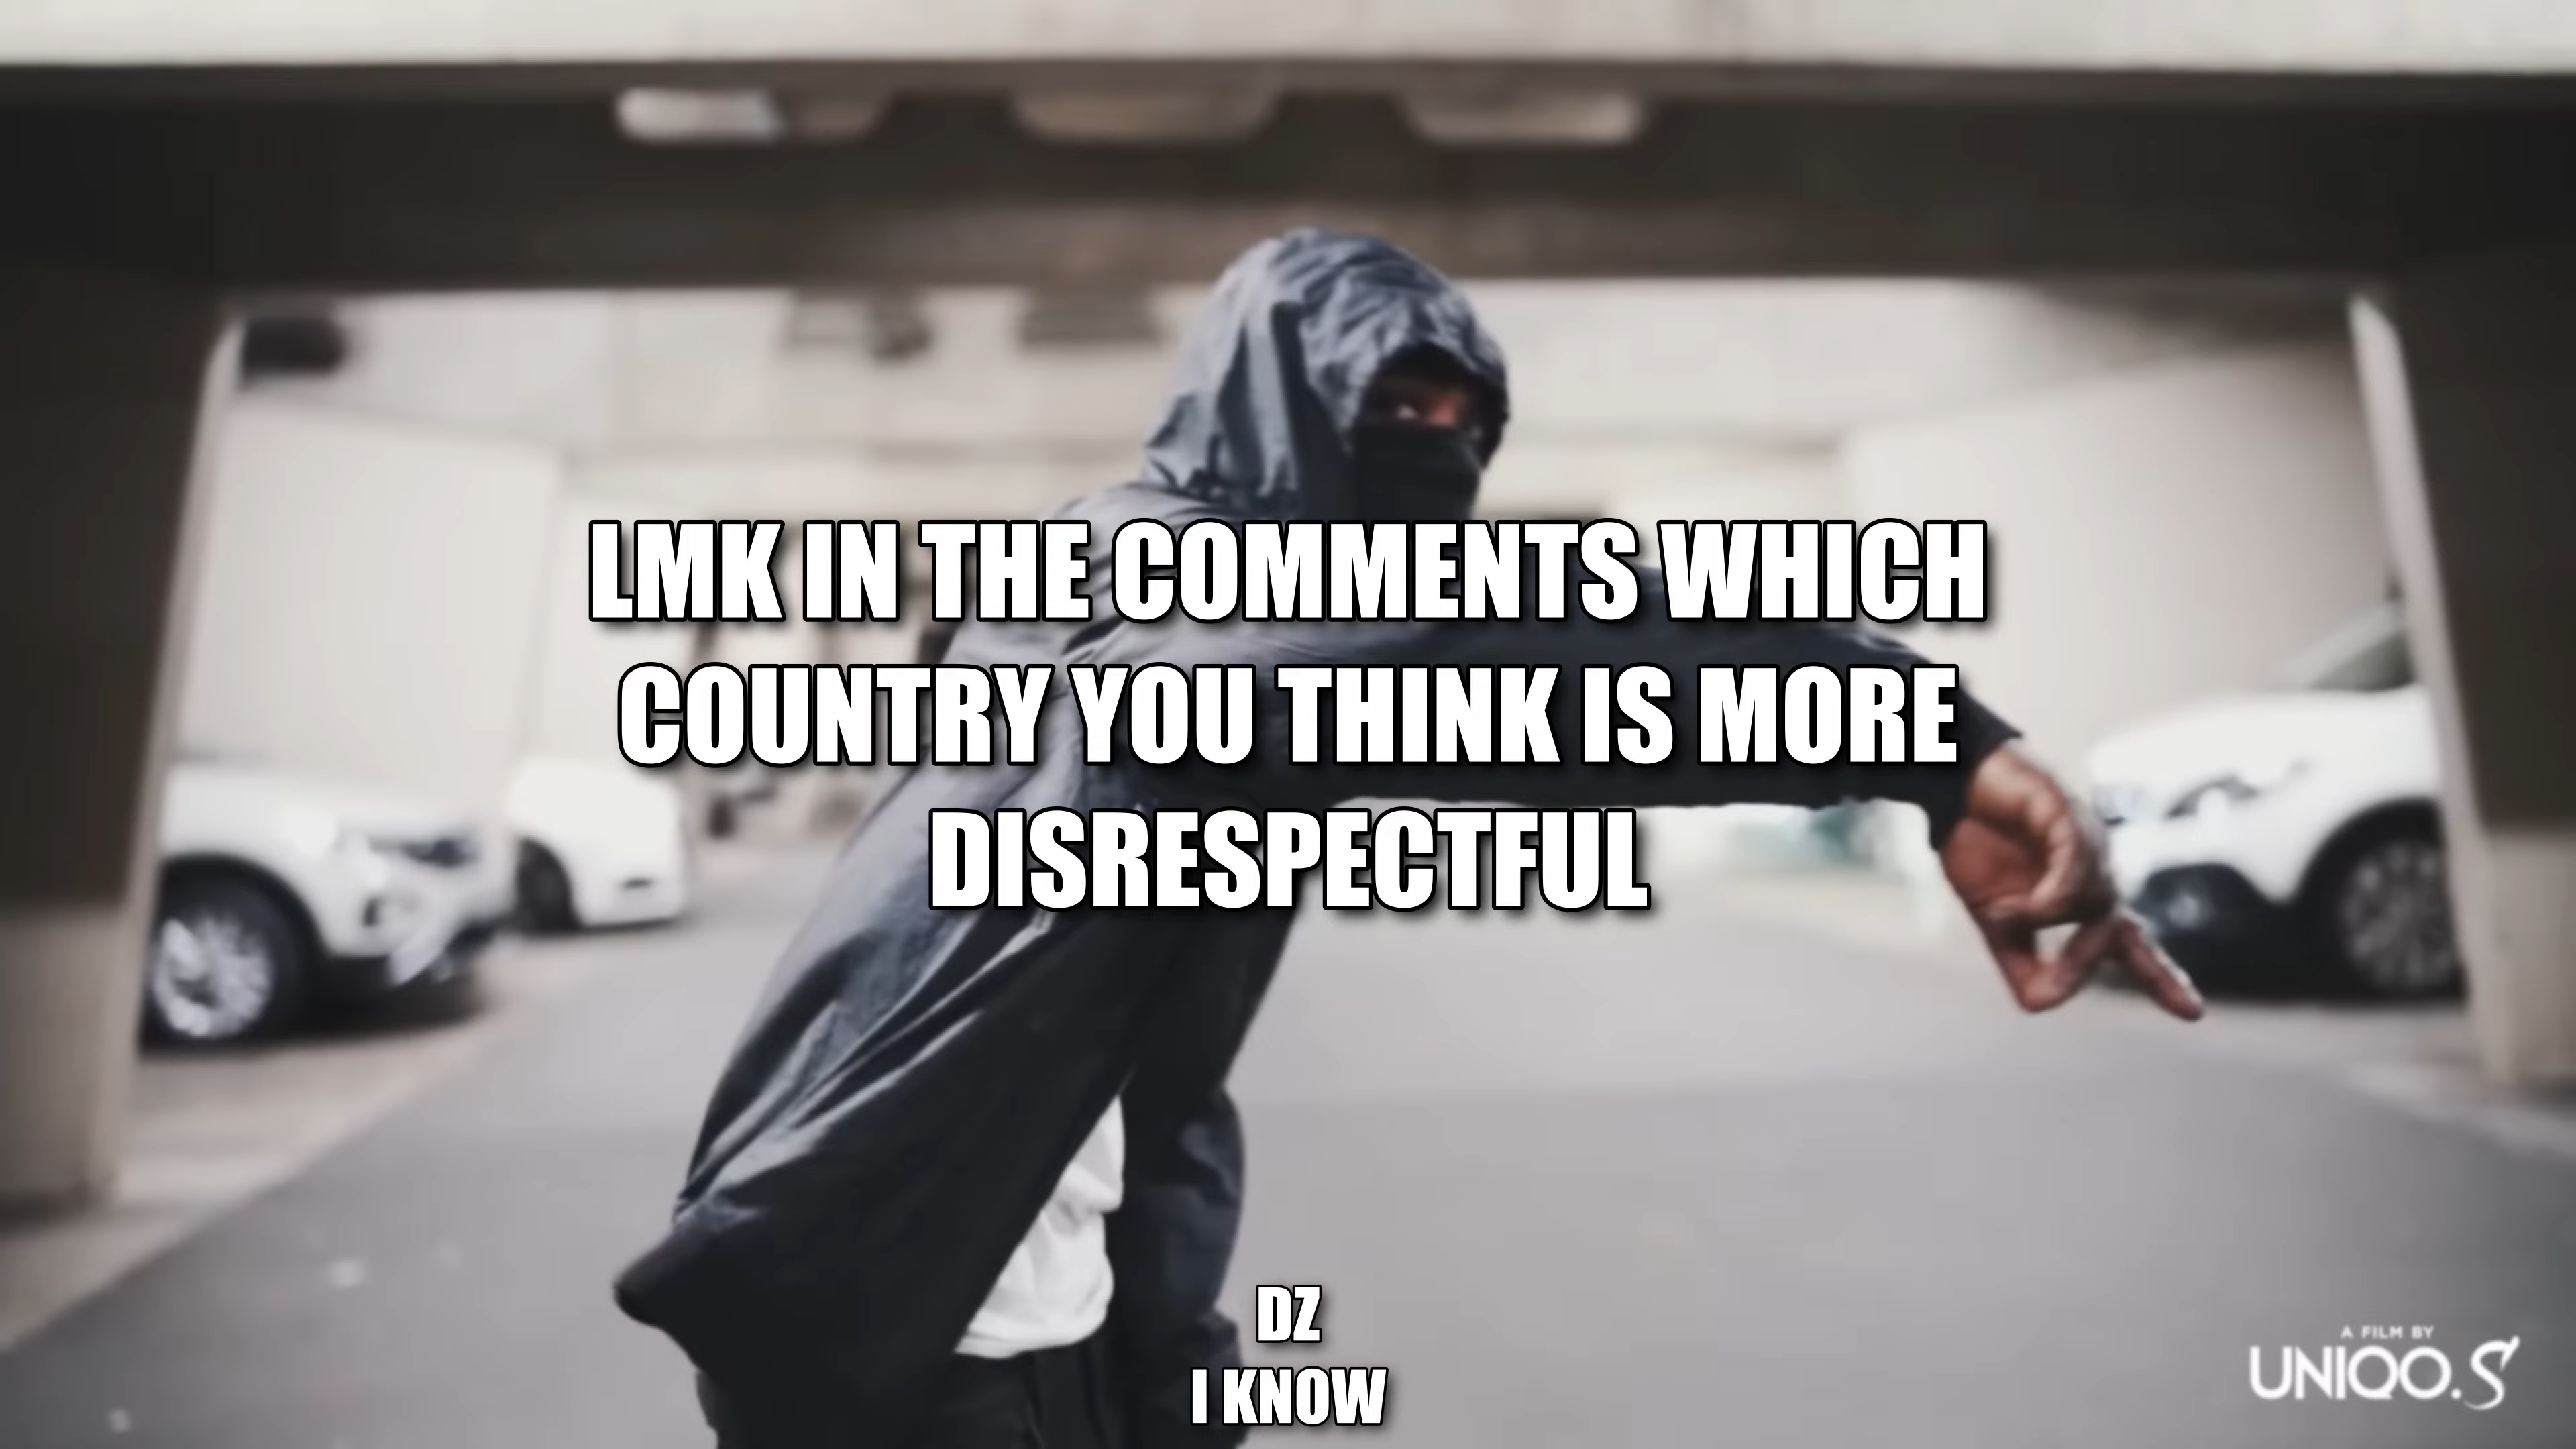 LMK IN THE COMMENTS WHICH
COUNTRY YOU THINK IS MORE
DISRESPECTFUL
DZ
I KNOW
A FILM BY
UNIQO.S